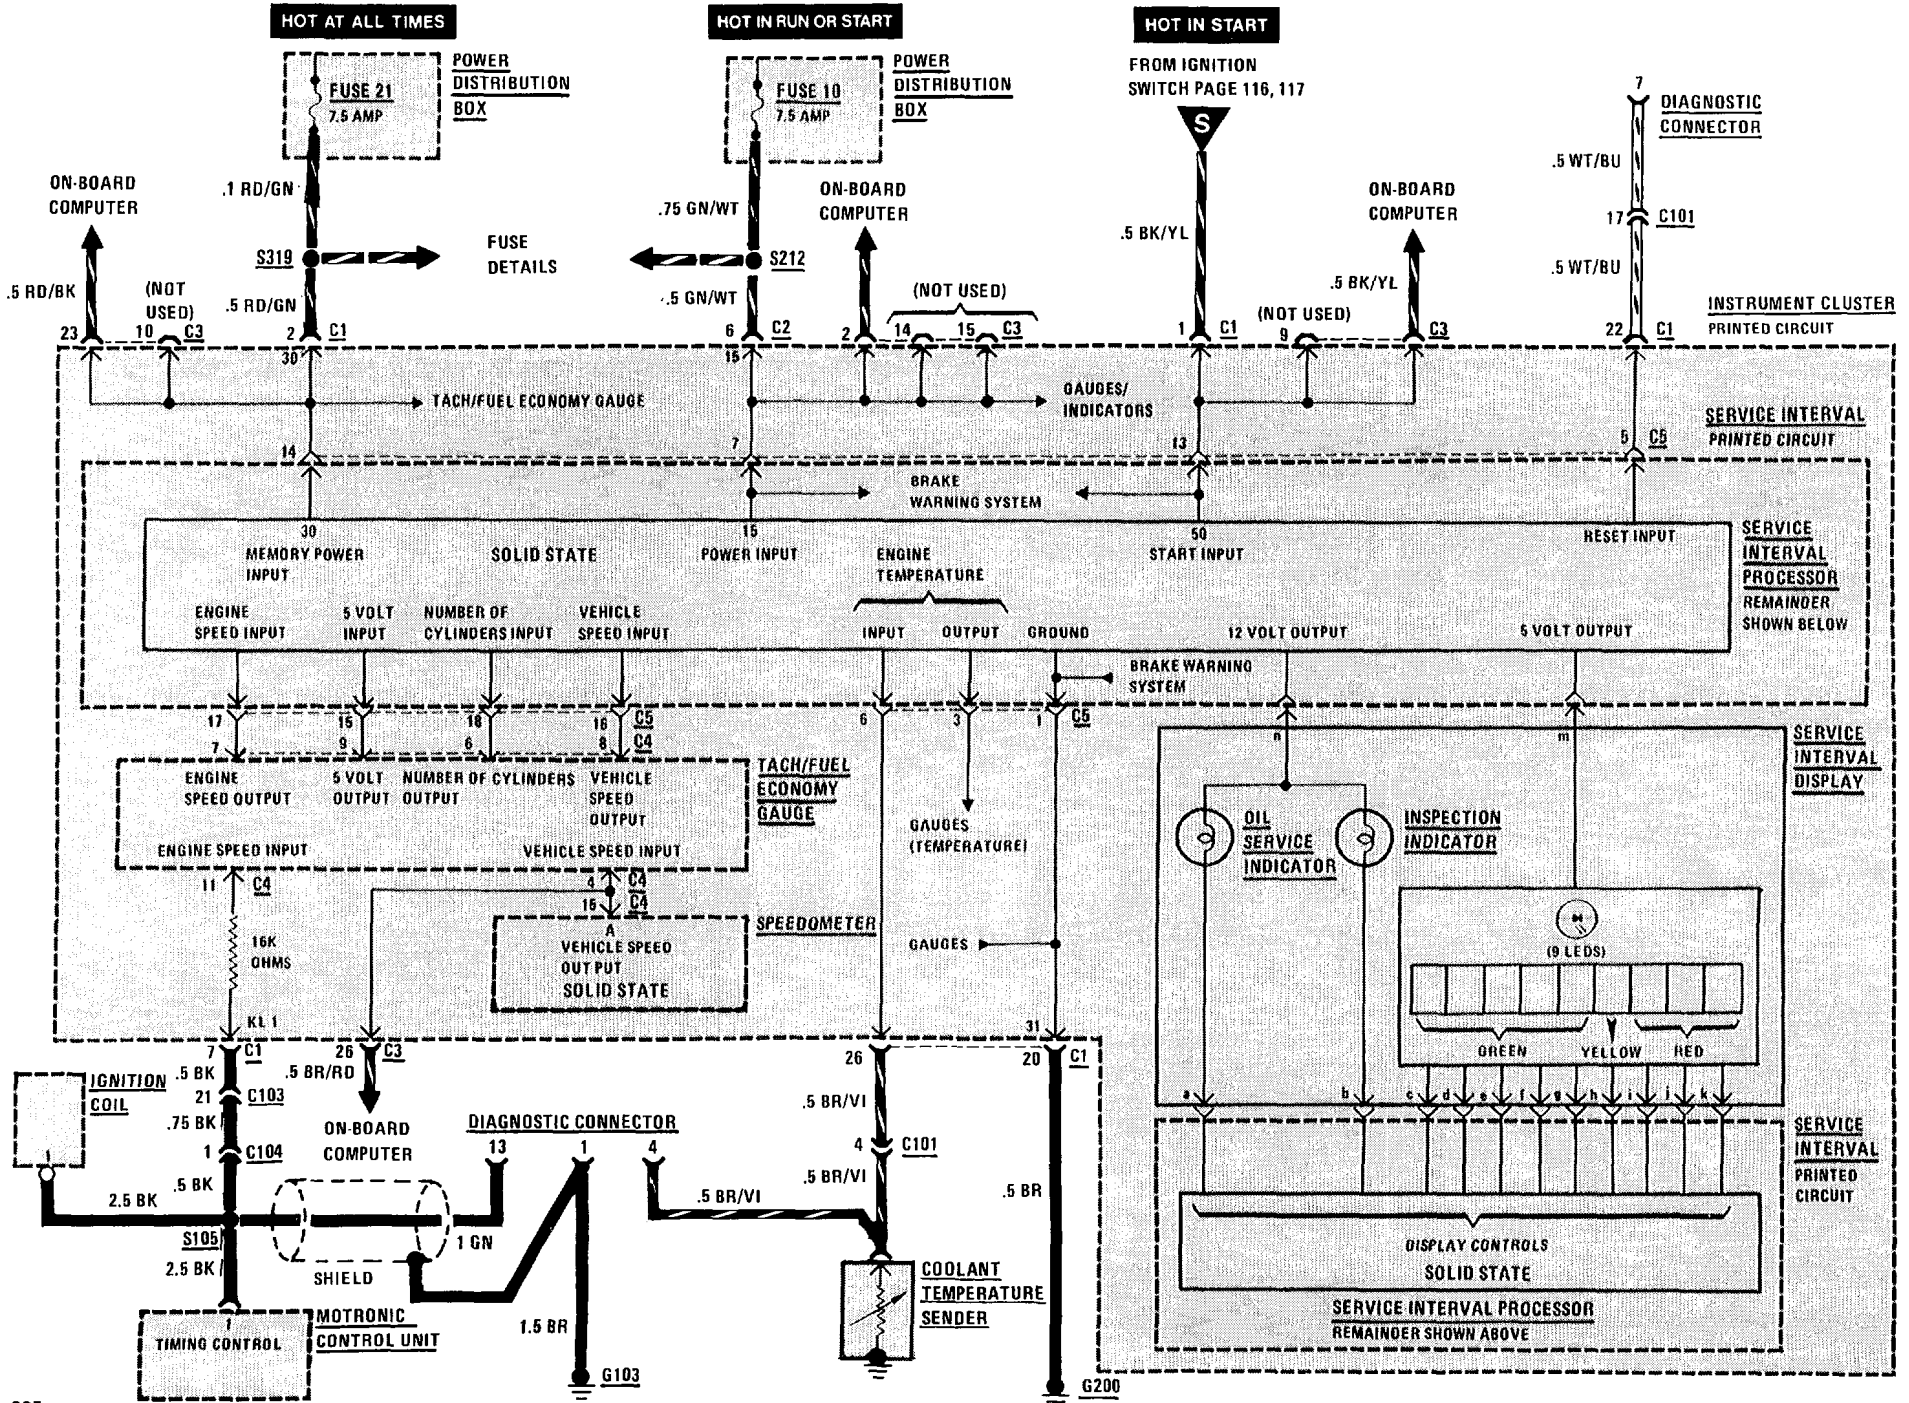 HOT AT ALL TIMES
HOT IN RUN OR START
HOT IN START
POWER
DISTRIBUTION
BOX
FUSE 21
7.5 AMP
POWER
DISTRIBUTION
BOX
FUSE 10
7.5 AMP
FROM IGNITION
SWITCH PAGE 116, 117
S
7
DIAGNOSTIC
CONNECTOR
.5 WT/BU
17
C101
.5 WT/BU
ON-BOARD
COMPUTER
.1 RD/GN
S319
FUSE
DETAILS
.75 GN/WT
S212
ON-BOARD
COMPUTER
.5 BK/YL
ON-BOARD
COMPUTER
.5 RD/BK
(NOT
USED)
.5 RD/GN
.5 GN/WT
(NOT USED)
(NOT USED)
.5 BK/YL
INSTRUMENT CLUSTER
PRINTED CIRCUIT
23
10
C3
2
C1
6
C2
2
14
15
C3
1
C1
9
C3
22
C1
30
15
TACH/FUEL ECONOMY GAUGE
GAUGES/
INDICATORS
SERVICE INTERVAL
PRINTED CIRCUIT
14
7
13
5
C5
BRAKE
WARNING SYSTEM
30
15
50
MEMORY POWER
INPUT
SOLID STATE
POWER INPUT
ENGINE
TEMPERATURE
START INPUT
RESET INPUT
SERVICE
INTERVAL
PROCESSOR
REMAINDER
SHOWN BELOW
ENGINE
SPEED INPUT
5 VOLT
INPUT
NUMBER OF
CYLINDERS INPUT
VEHICLE
SPEED INPUT
INPUT
OUTPUT
GROUND
12 VOLT OUTPUT
5 VOLT OUTPUT
BRAKE WARNING
SYSTEM
17
15
18
16
C5
6
3
1
C5
7
9
6
8
C4
n
m
SERVICE
INTERVAL
DISPLAY
ENGINE
SPEED OUTPUT
5 VOLT
OUTPUT
NUMBER OF CYLINDERS
OUTPUT
VEHICLE
SPEED
OUTPUT
TACH/FUEL
ECONOMY
GAUGE
ENGINE SPEED INPUT
VEHICLE SPEED INPUT
GAUGES
(TEMPERATURE)
OIL
SERVICE
INDICATOR
INSPECTION
INDICATOR
11
C4
4
C4
15
C4
A
VEHICLE SPEED
OUTPUT
SOLID STATE
SPEEDOMETER
16K
OHMS
GAUGES
(9 LEDS)
GREEN
YELLOW
RED
KL 1
31
7
C1
26
C3
26
20
C1
.5 BK
.5 BR/RD
IGNITION
COIL
21
C103
.75 BK
1
C104
.5 BK
ON-BOARD
COMPUTER
DIAGNOSTIC CONNECTOR
13
1
4
.5 BR/VI
4
C101
.5 BR/VI
.5 BR/VI
.5 BR
a
b
c
d
e
f
g
h
i
j
k
SERVICE
INTERVAL
PRINTED
CIRCUIT
1
2.5 BK
S105
2.5 BK
1 GN
SHIELD
DISPLAY CONTROLS
SOLID STATE
SERVICE INTERVAL PROCESSOR
REMAINDER SHOWN ABOVE
COOLANT
TEMPERATURE
SENDER
1
TIMING CONTROL
MOTRONIC
CONTROL UNIT
1.5 BR
G103
G200